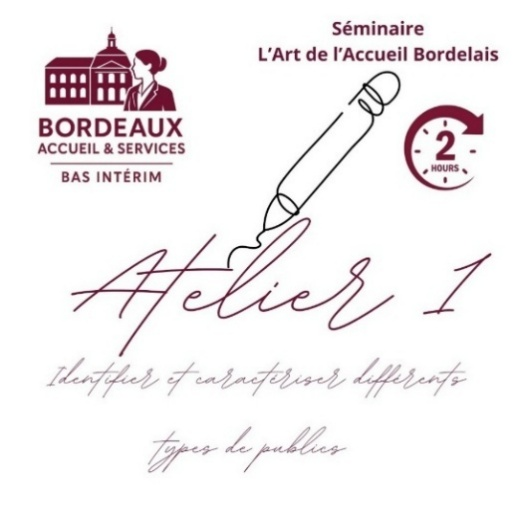 Séminaire
L’Art de l’Accueil Bordelais
BORDEAUX
ACCUEIL & SERVICES
BAS INTÉRIM
2
HOURS
Atelier 1
Identifier et caractériser différents
types de publics